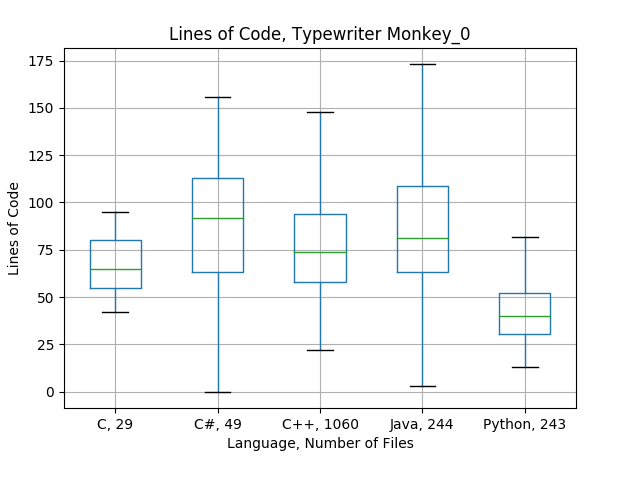 Lines of Code, Typewriter Monkey_0
175
150
125
100
75
50
25
0
Lines of Code
C, 29
C#, 49
C++, 1060
Java, 244
Python, 243
Language, Number of Files